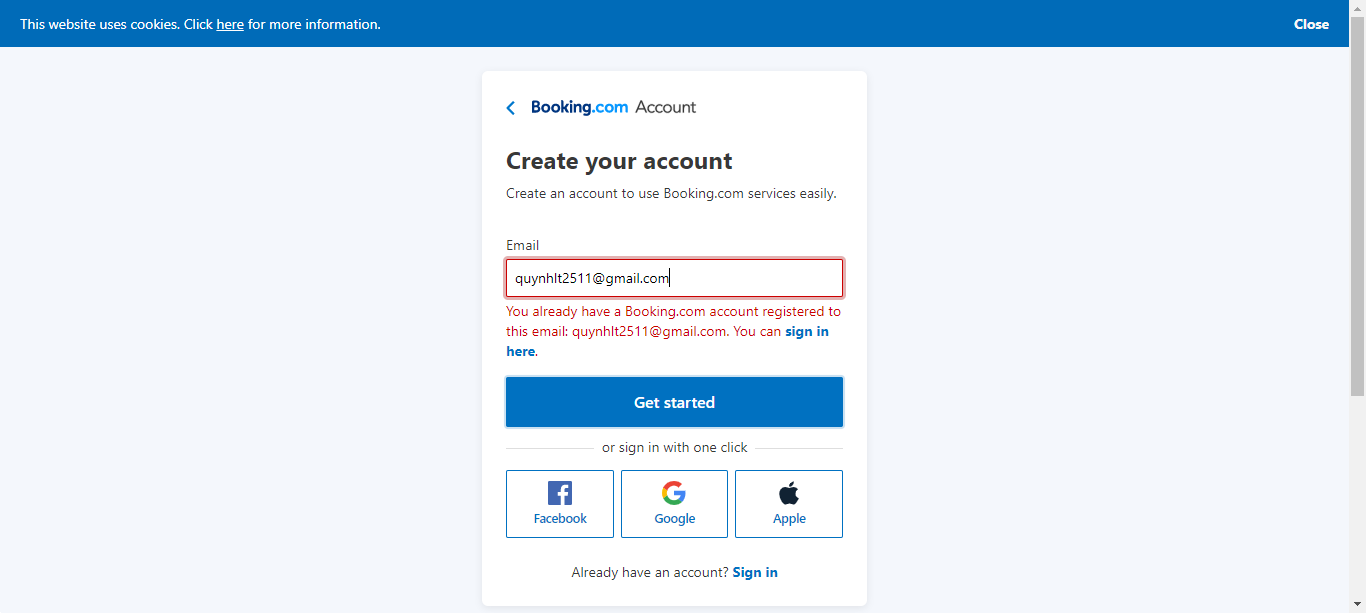 This website uses cookies. Click here for more information.
Close
Booking.com Account
Create your account
Create an account to use Booking.com services easily.
Email
quynhlt2511@gmail.com
You already have a Booking.com account registered to
this email: quynhlt2511@gmail.com. You can sign in
here.
Get started
or sign in with one click
Facebook
Google
Apple
Already have an account? Sign in